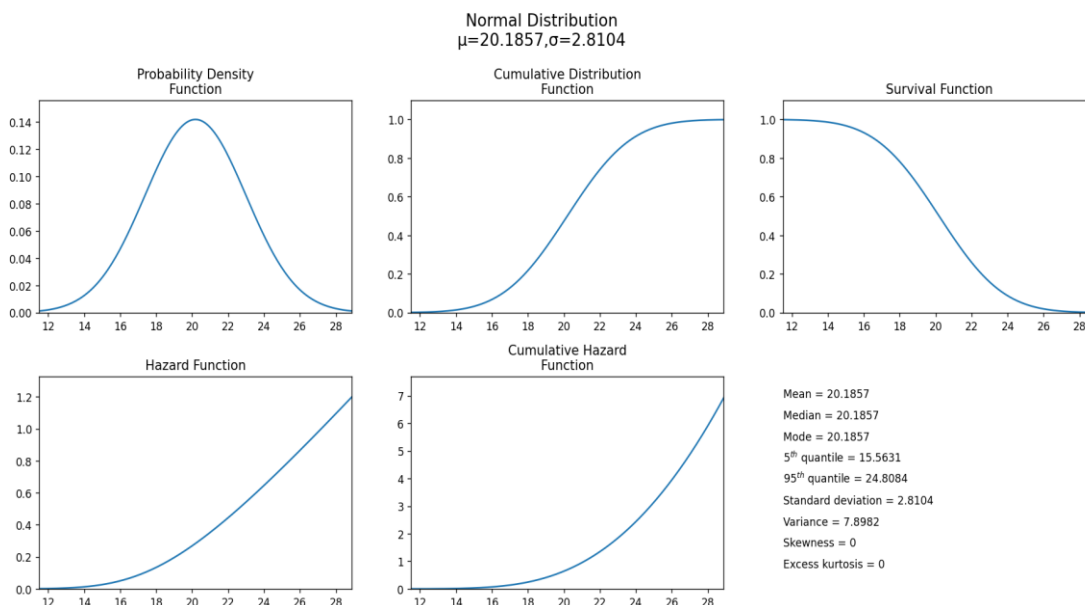 Normal Distribution
μ=20.1857,σ=2.8104
Probability Density
Function
0.14
0.12
0.10
0.08
0.06
0.04
0.02
0.00
12 14 16 18 20 22 24 26 28
Cumulative Distribution
Function
1.0
0.8
0.6
0.4
0.2
0.0
12 14 16 18 20 22 24 26 28
Survival Function
1.0
0.8
0.6
0.4
0.2
0.0
12 14 16 18 20 22 24 26 28
Hazard Function
1.2
1.0
0.8
0.6
0.4
0.2
0.0
12 14 16 18 20 22 24 26 28
Cumulative Hazard
Function
7
6
5
4
3
2
1
0
12 14 16 18 20 22 24 26 28
Mean = 20.1857
Median = 20.1857
Mode = 20.1857
5th quantile = 15.5631
95th quantile = 24.8084
Standard deviation = 2.8104
Variance = 7.8982
Skewness = 0
Excess kurtosis = 0